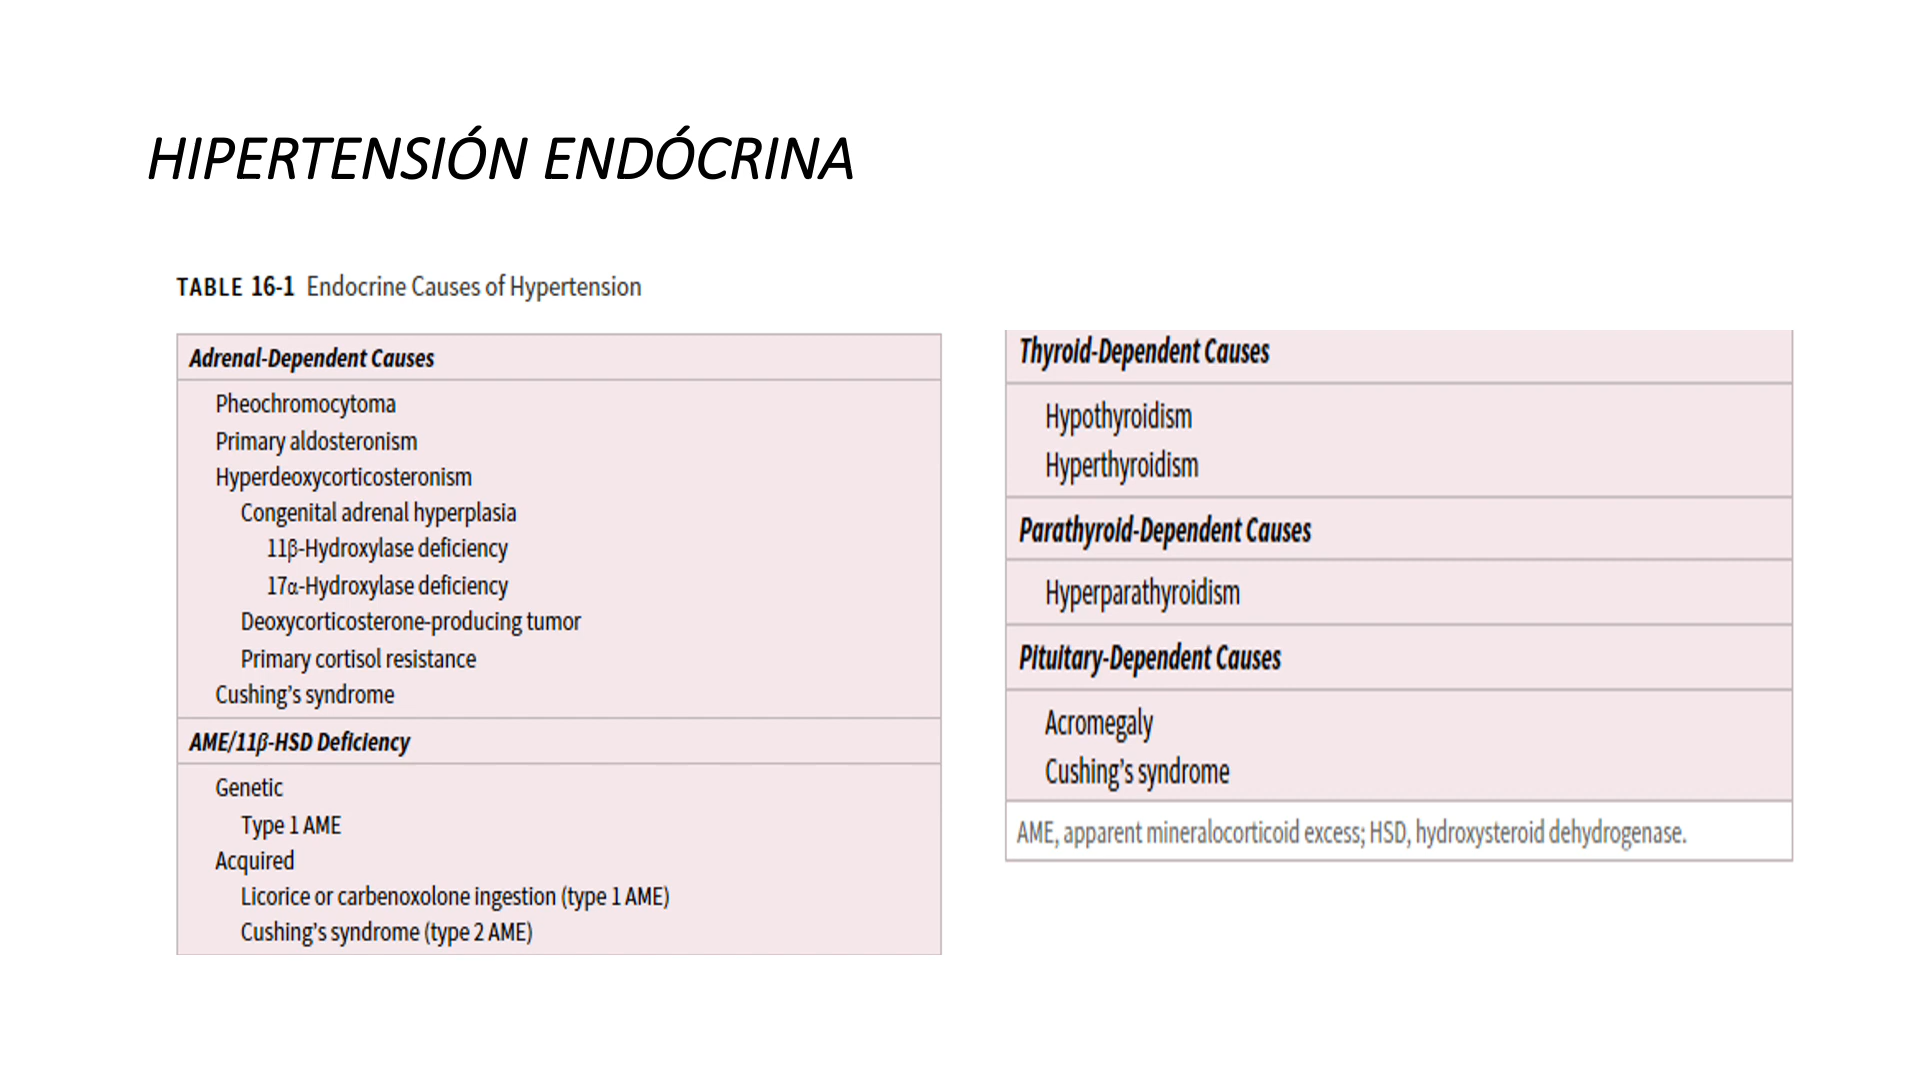 HIPERTENSIÓN ENDÓCRINA
TABLE 16-1 Endocrine Causes of Hypertension
Adrenal-Dependent Causes
Pheochromocytoma
Primary aldosteronism
Hyperdeoxycorticosteronism
Congenital adrenal hyperplasia
11β-Hydroxylase deficiency
17α-Hydroxylase deficiency
Deoxycorticosterone-producing tumor
Primary cortisol resistance
Cushing’s syndrome
AME/11β-HSD Deficiency
Genetic
Type 1 AME
Acquired
Licorice or carbenoxolone ingestion (type 1 AME)
Cushing’s syndrome (type 2 AME)
Thyroid-Dependent Causes
Hypothyroidism
Hyperthyroidism
Parathyroid-Dependent Causes
Hyperparathyroidism
Pituitary-Dependent Causes
Acromegaly
Cushing’s syndrome
AME, apparent mineralocorticoid excess; HSD, hydroxysteroid dehydrogenase.